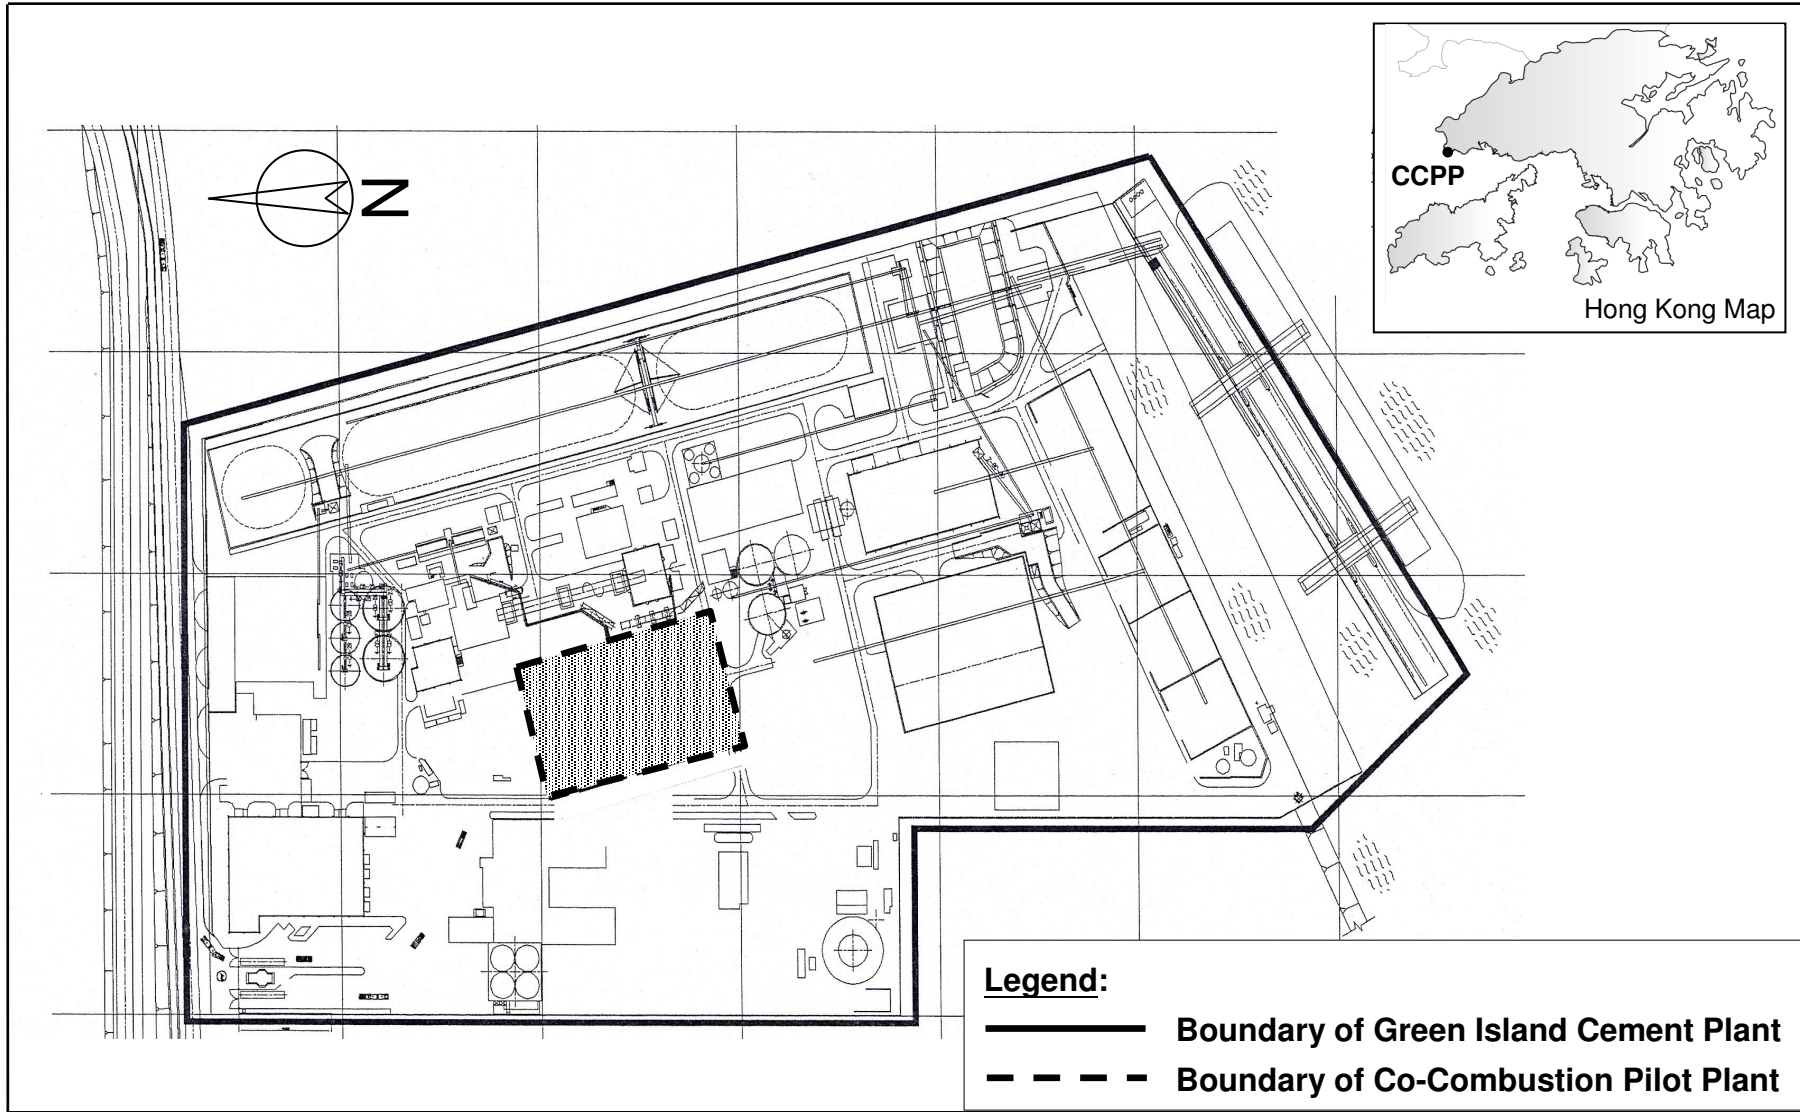 CCPP
Hong Kong Map
N
Legend:
Boundary of Green Island Cement Plant
Boundary of Co-Combustion Pilot Plant